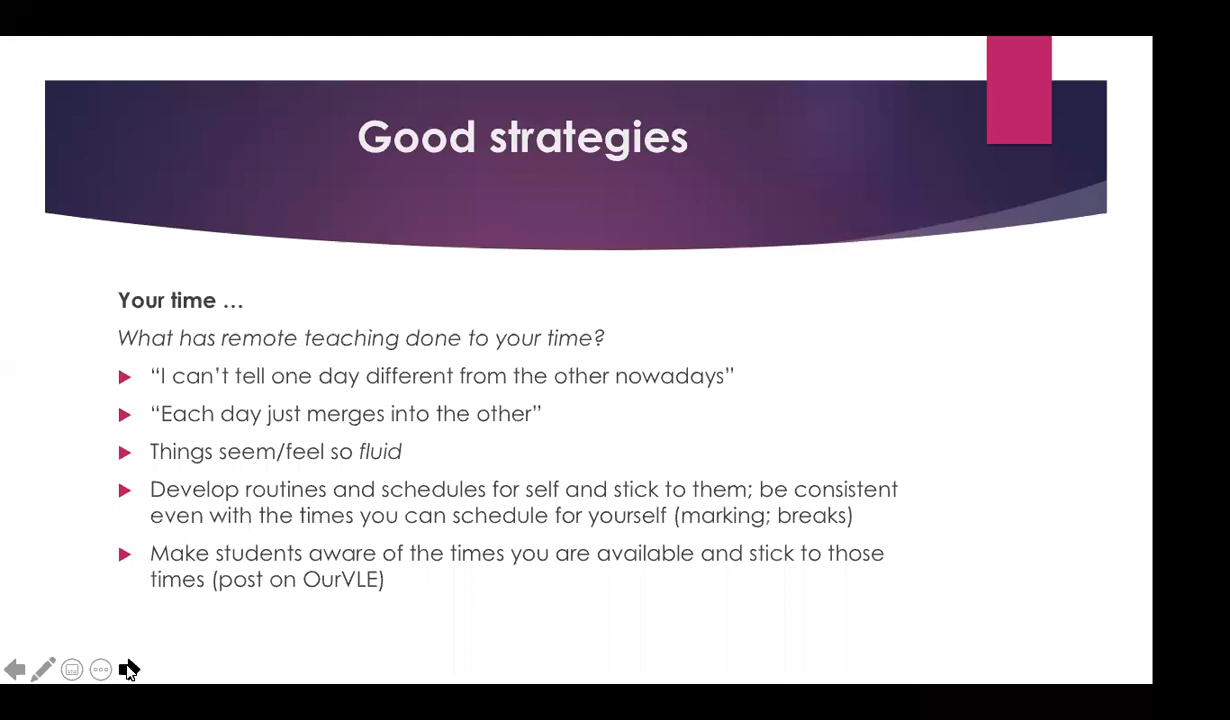 Good strategies
Your time …
What has remote teaching done to your time?
“I can’t tell one day different from the other nowadays”
“Each day just merges into the other”
Things seem/feel so fluid
Develop routines and schedules for self and stick to them; be consistent
even with the times you can schedule for yourself (marking; breaks)
Make students aware of the times you are available and stick to those
times (post on OurVLE)